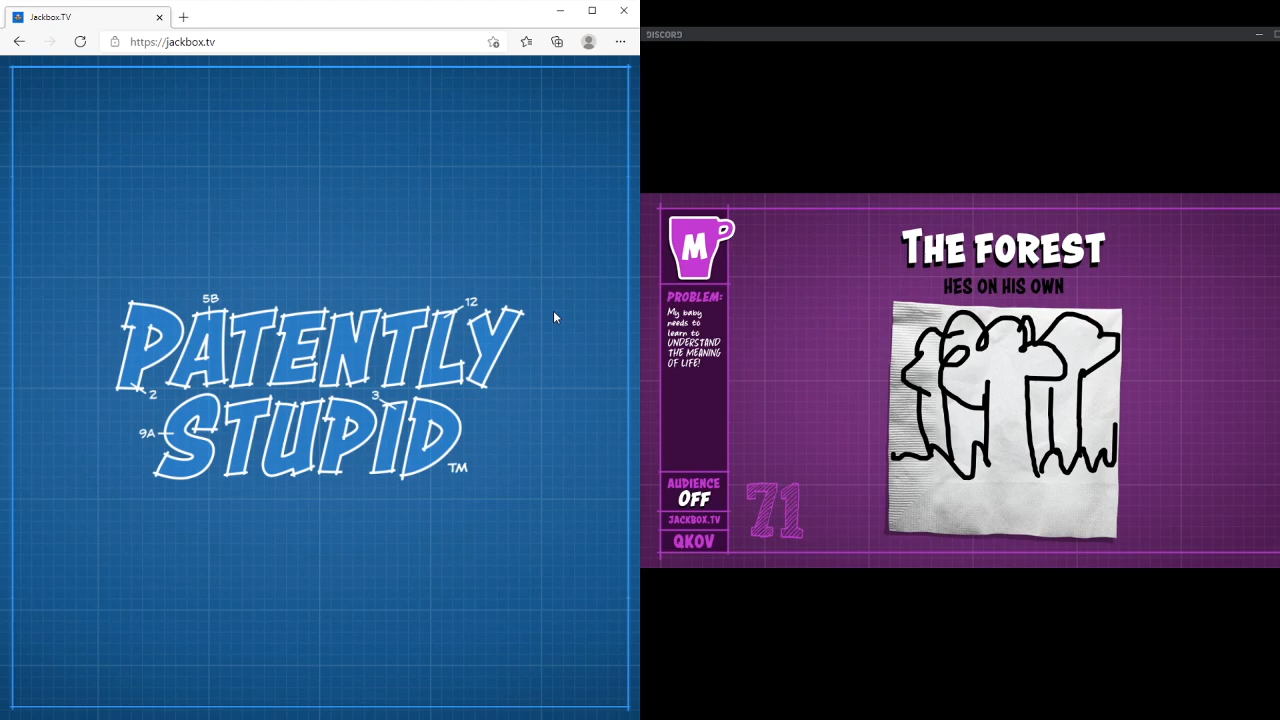 Jackbox.TV
https://jackbox.tv
5B
12
PATENTLY
2
3
9A
STUPID
TM
DISCORD
M
THE FOREST
HES ON HIS OWN
PROBLEM:
My baby
needs to
learn to
UNDERSTAND
THE MEANING
OF LIFE!
AUDIENCE
OFF
JACKBOX.TV
QKOV
71